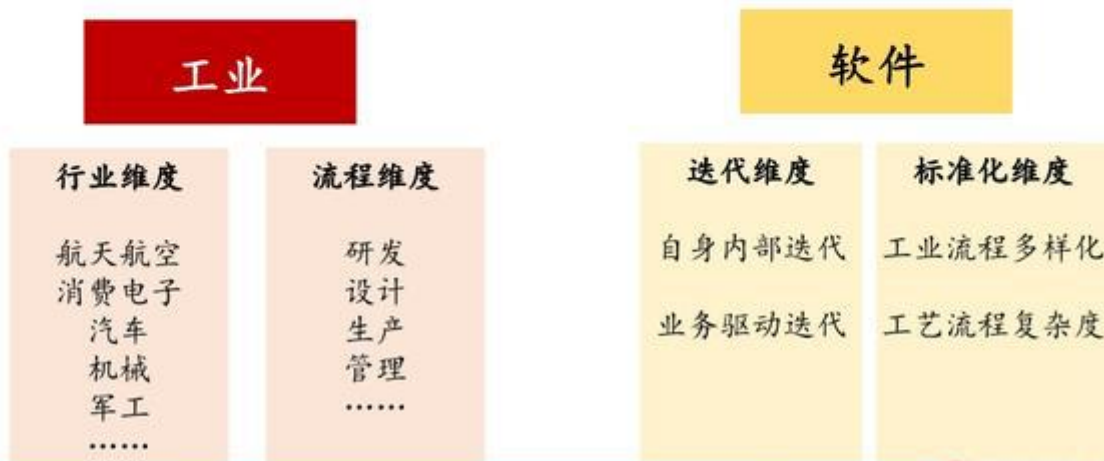 工业
行业维度
航天航空
消费电子
汽车
机械
军工
……
流程维度
研发
设计
生产
管理
……
软件
迭代维度
自身内部迭代
业务驱动迭代
标准化维度
工业流程多样化
工艺流程复杂度